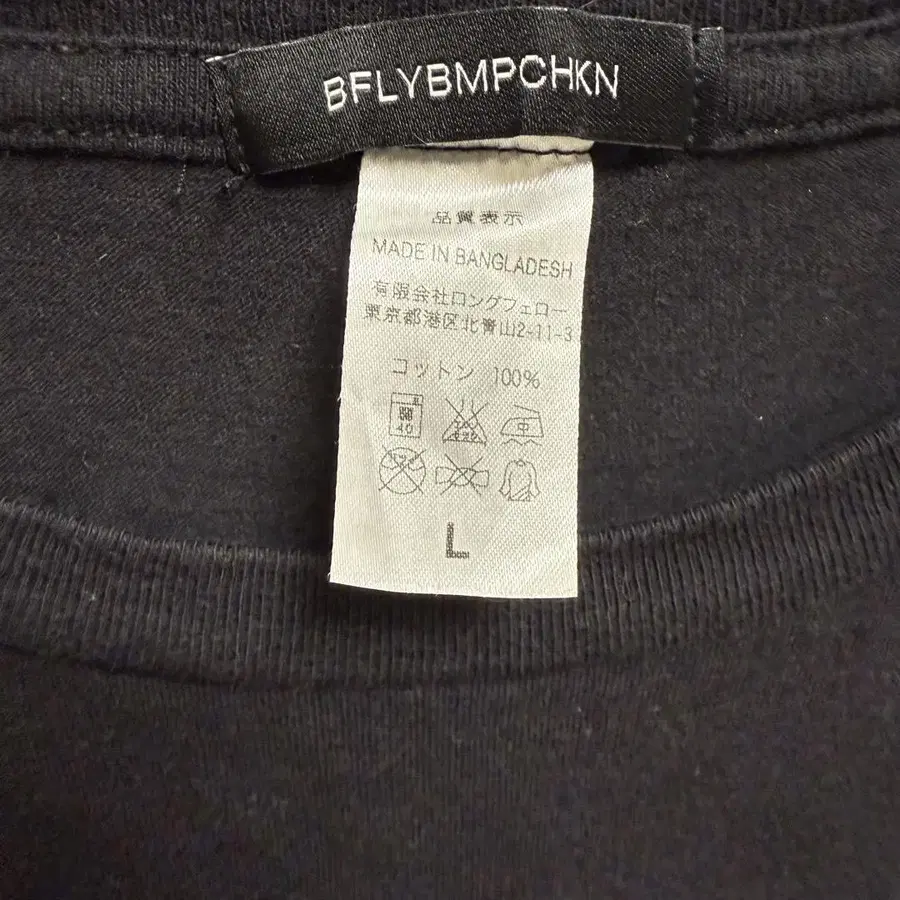 BFLYBMPCHKN
品質表示
MADE IN BANGLADESH
有限会社ロングフェロー
東京都港区北青山2-11-3
コットン 100%
40
中
L